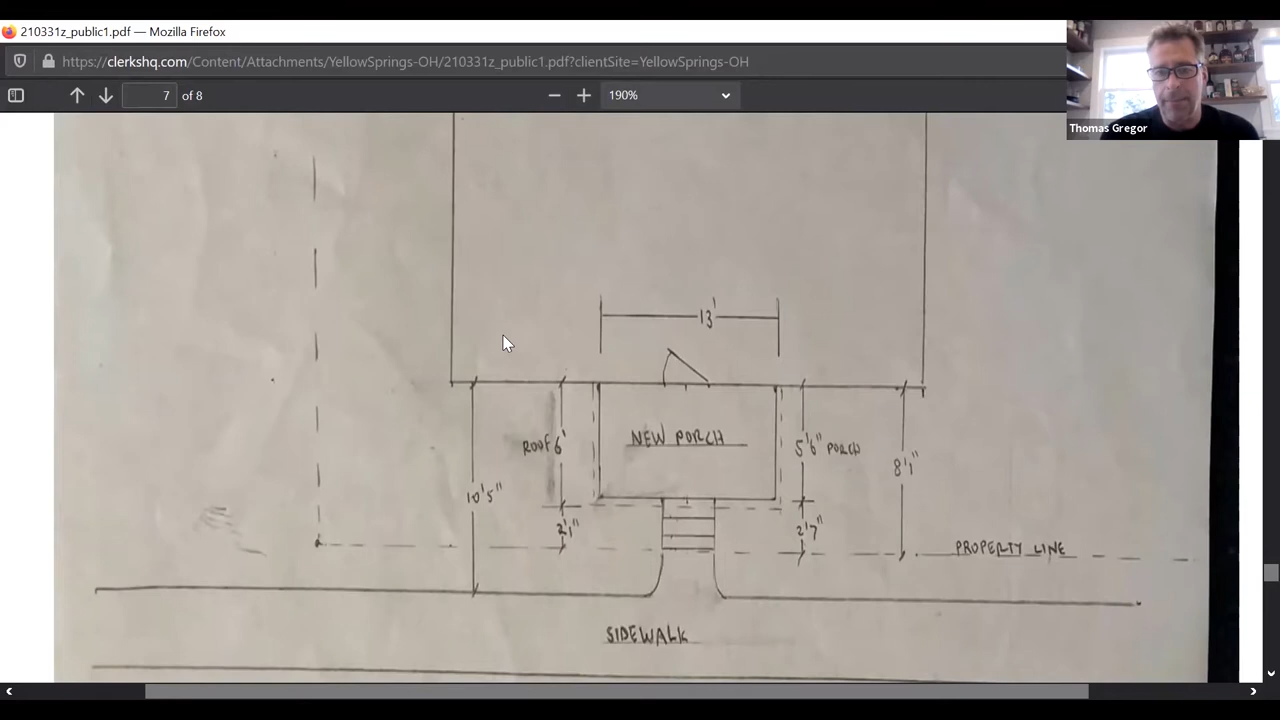 210331z_public1.pdf — Mozilla Firefox
https://clerkshq.com/Content/Attachments/YellowSprings-OH/210331z_public1.pdf?clientSite=YellowSprings-OH
7 of 8
190%
Thomas Gregor
13'
ROOF 6'
NEW PORCH
5'6" PORCH
8'1"
10'5"
2'1"
2'7"
PROPERTY LINE
SIDEWALK